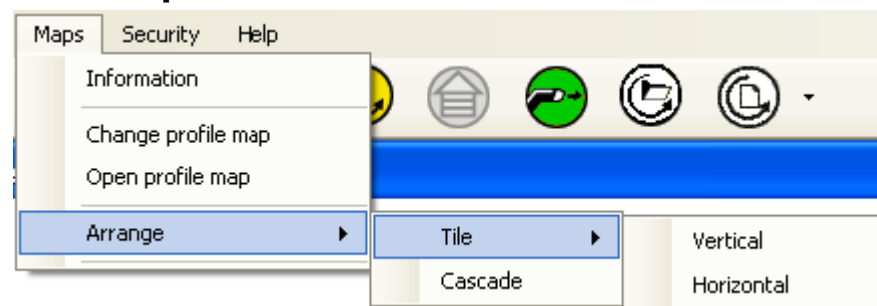 Maps Security Help
Information
Change profile map
Open profile map
Arrange Tile Vertical
Cascade Horizontal